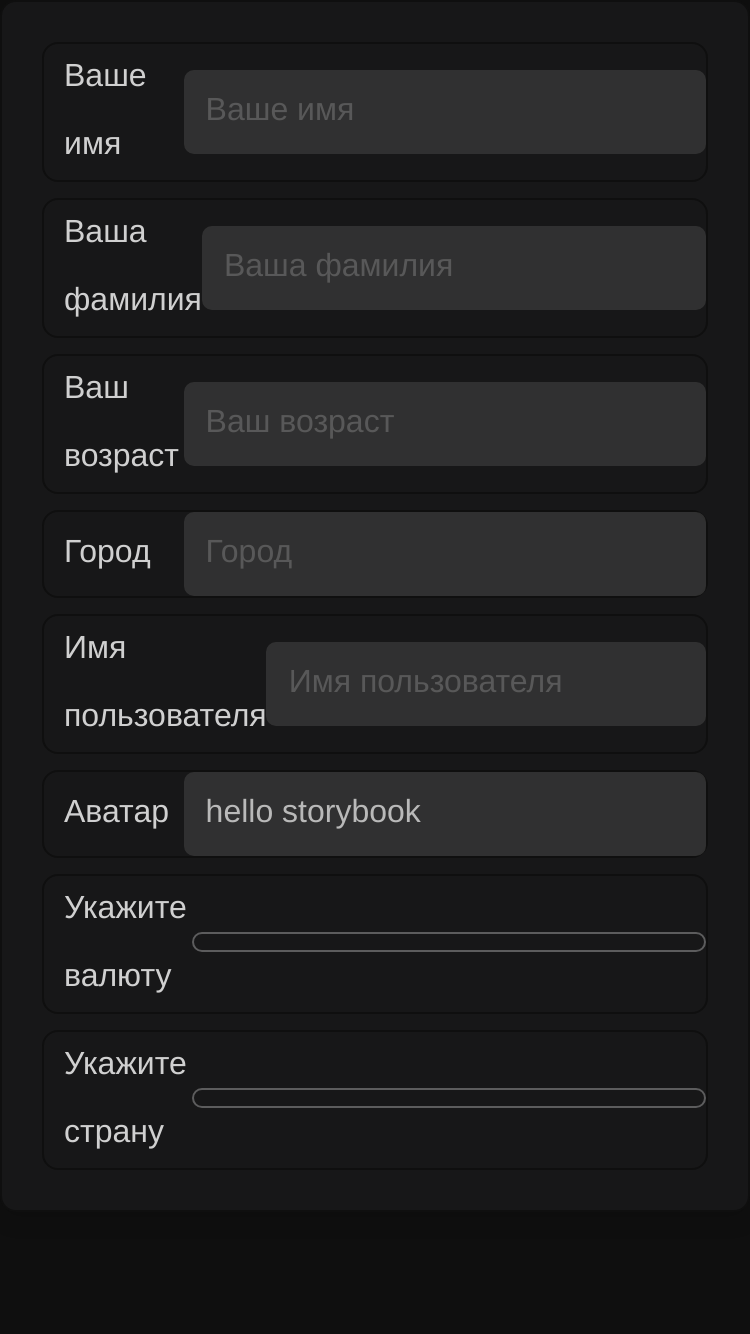 Ваше
имя
Ваше имя
Ваша
фамилия
Ваша фамилия
Ваш
возраст
Ваш возраст
Город
Город
Имя
пользователя
Имя пользователя
Аватар
hello storybook
Укажите
валюту
Укажите
страну